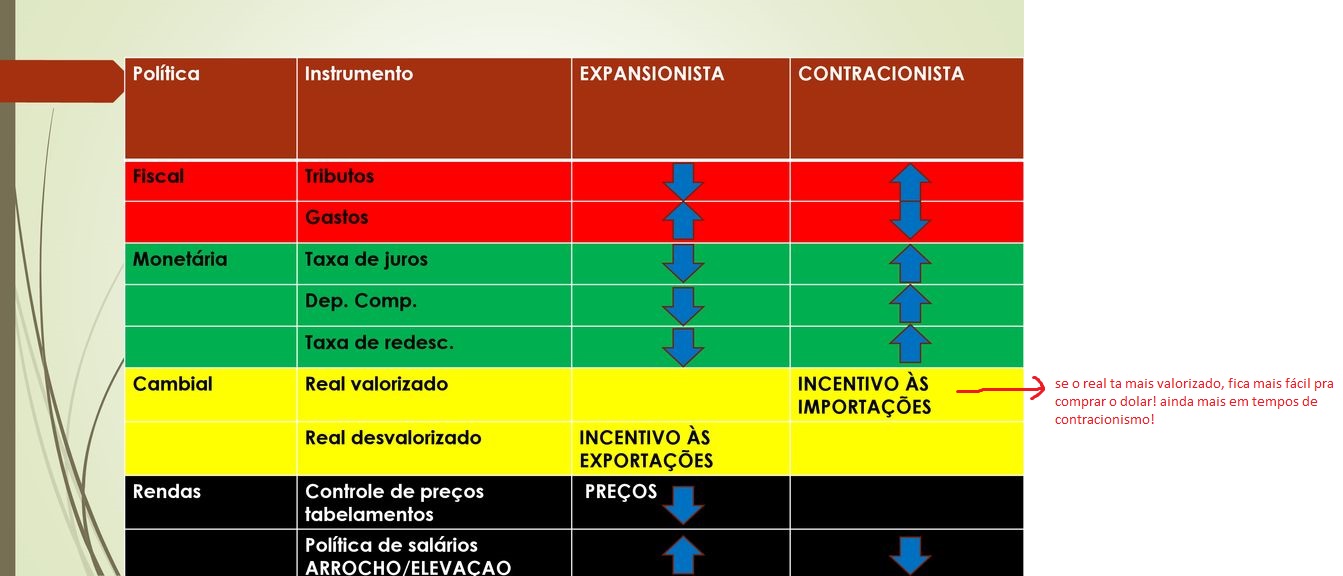 Política Instrumento EXPANSIONISTA CONTRACIONISTA
Fiscal Tributos
Gastos
Monetária Taxa de juros
Dep. Comp.
Taxa de redesc.
Cambial Real valorizado INCENTIVO ÀS
IMPORTAÇÕES
se o real ta mais valorizado, fica mais fácil pra
comprar o dolar! ainda mais em tempos de
contracionismo!
Real desvalorizado INCENTIVO ÀS
EXPORTAÇÕES
Rendas Controle de preços PREÇOS
tabelamentos
Política de salários
ARROCHO/ELEVAÇAO